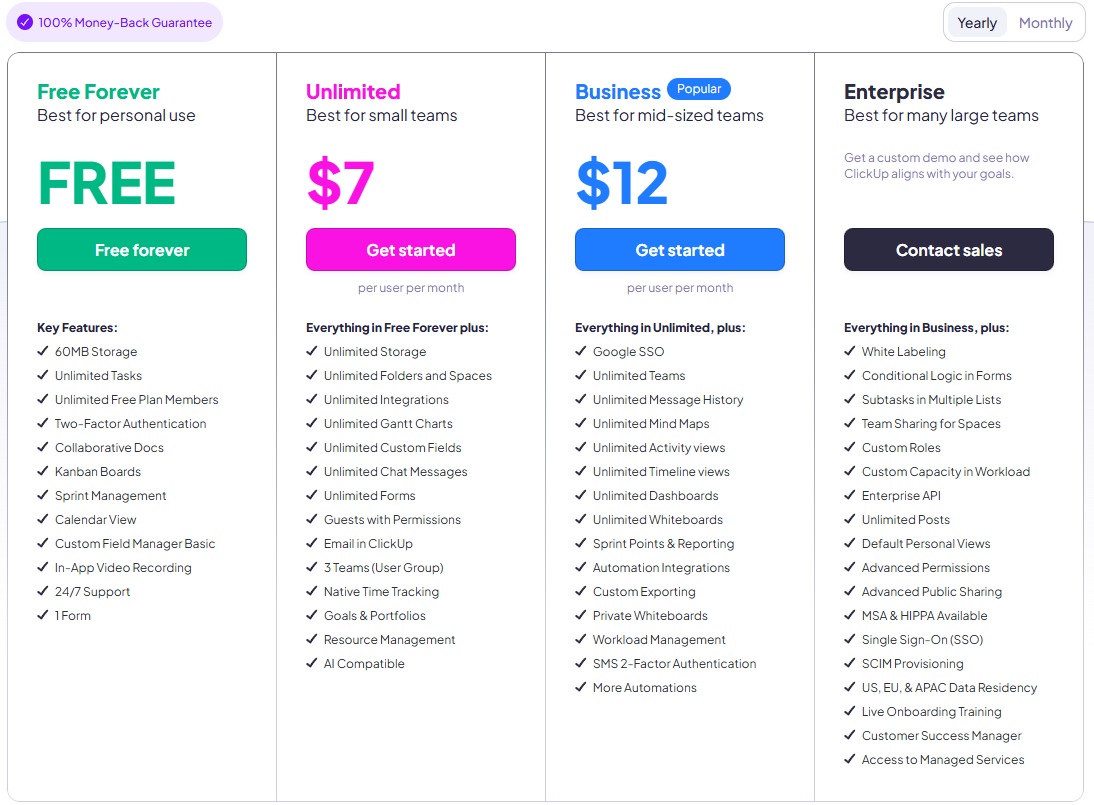 100% Money-Back Guarantee
Yearly
Monthly
Free Forever
Best for personal use
FREE
Free forever
Key Features:
60MB Storage
Unlimited Tasks
Unlimited Free Plan Members
Two-Factor Authentication
Collaborative Docs
Kanban Boards
Sprint Management
Calendar View
Custom Field Manager Basic
In-App Video Recording
24/7 Support
1 Form
Unlimited
Best for small teams
$7
Get started
per user per month
Everything in Free Forever plus:
Unlimited Storage
Unlimited Folders and Spaces
Unlimited Integrations
Unlimited Gantt Charts
Unlimited Custom Fields
Unlimited Chat Messages
Unlimited Forms
Guests with Permissions
Email in ClickUp
3 Teams (User Group)
Native Time Tracking
Goals & Portfolios
Resource Management
AI Compatible
Business Popular
Best for mid-sized teams
$12
Get started
per user per month
Everything in Unlimited, plus:
Google SSO
Unlimited Teams
Unlimited Message History
Unlimited Mind Maps
Unlimited Activity views
Unlimited Timeline views
Unlimited Dashboards
Unlimited Whiteboards
Sprint Points & Reporting
Automation Integrations
Custom Exporting
Private Whiteboards
Workload Management
SMS 2-Factor Authentication
More Automations
Enterprise
Best for many large teams
Get a custom demo and see how
ClickUp aligns with your goals.
Contact sales
Everything in Business, plus:
White Labeling
Conditional Logic in Forms
Subtasks in Multiple Lists
Team Sharing for Spaces
Custom Roles
Custom Capacity in Workload
Enterprise API
Unlimited Posts
Default Personal Views
Advanced Permissions
Advanced Public Sharing
MSA & HIPPA Available
Single Sign-On (SSO)
SCIM Provisioning
US, EU, & APAC Data Residency
Live Onboarding Training
Customer Success Manager
Access to Managed Services